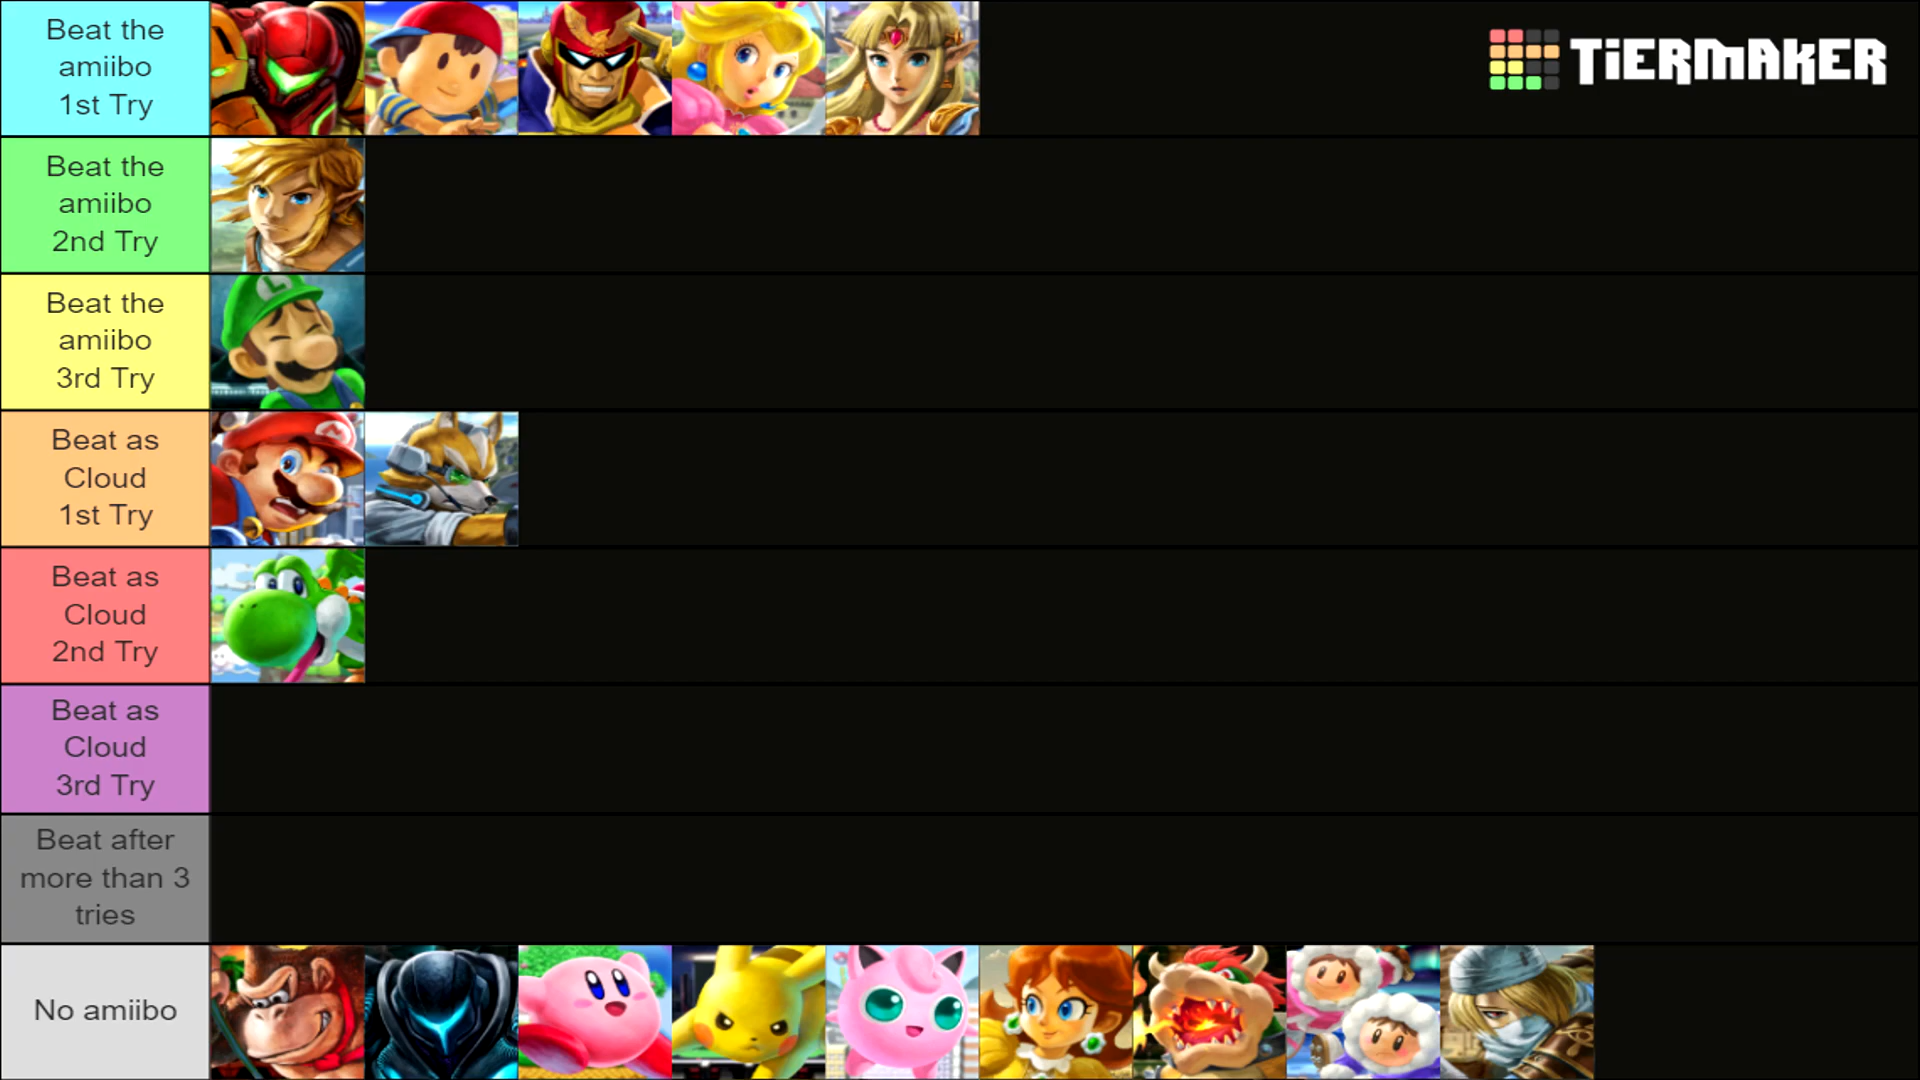 Beat the
amiibo
1st Try
TiERMAKER
Beat the
amiibo
2nd Try
Beat the
amiibo
3rd Try
L
Beat as
Cloud
1st Try
M
Beat as
Cloud
2nd Try
Beat as
Cloud
3rd Try
Beat after
more than 3
tries
No amiibo